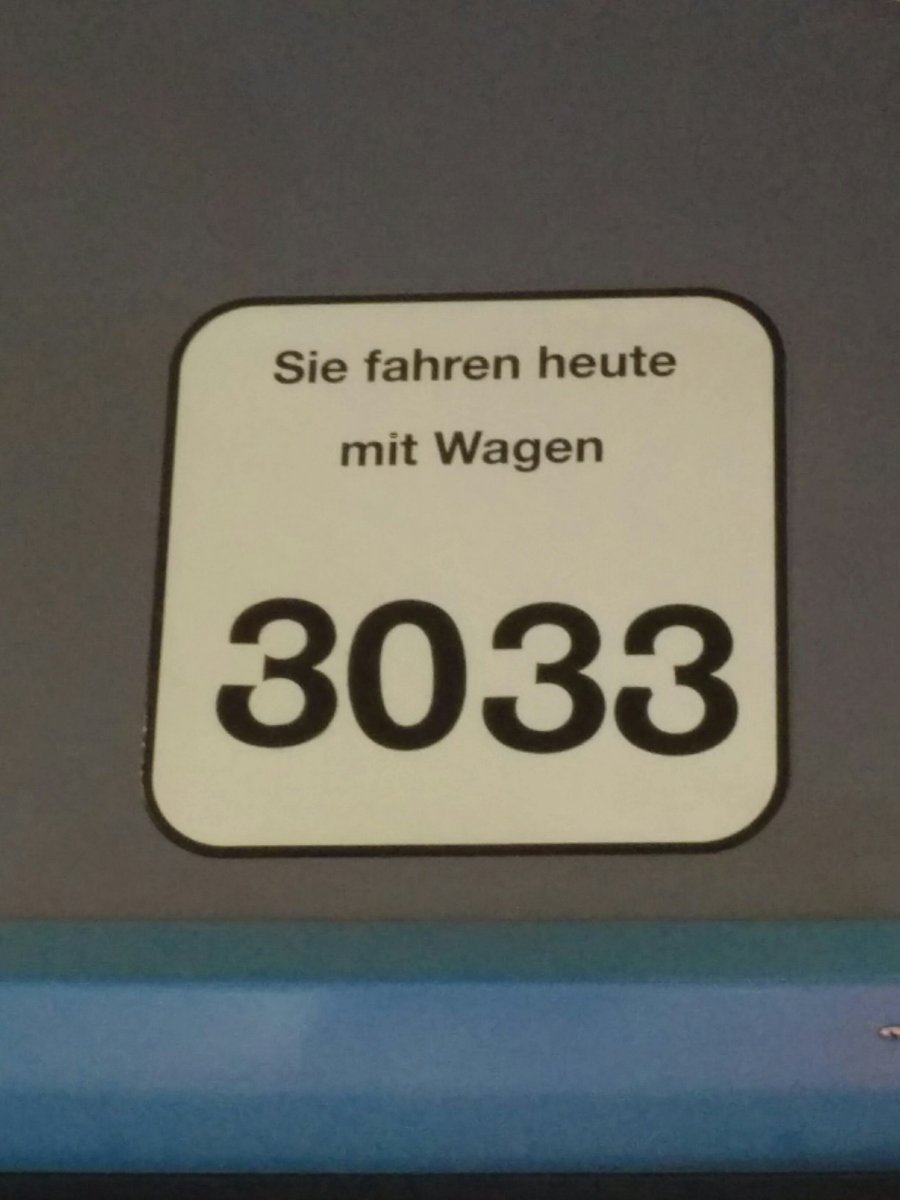 Sie fahren heute
mit Wagen
3033